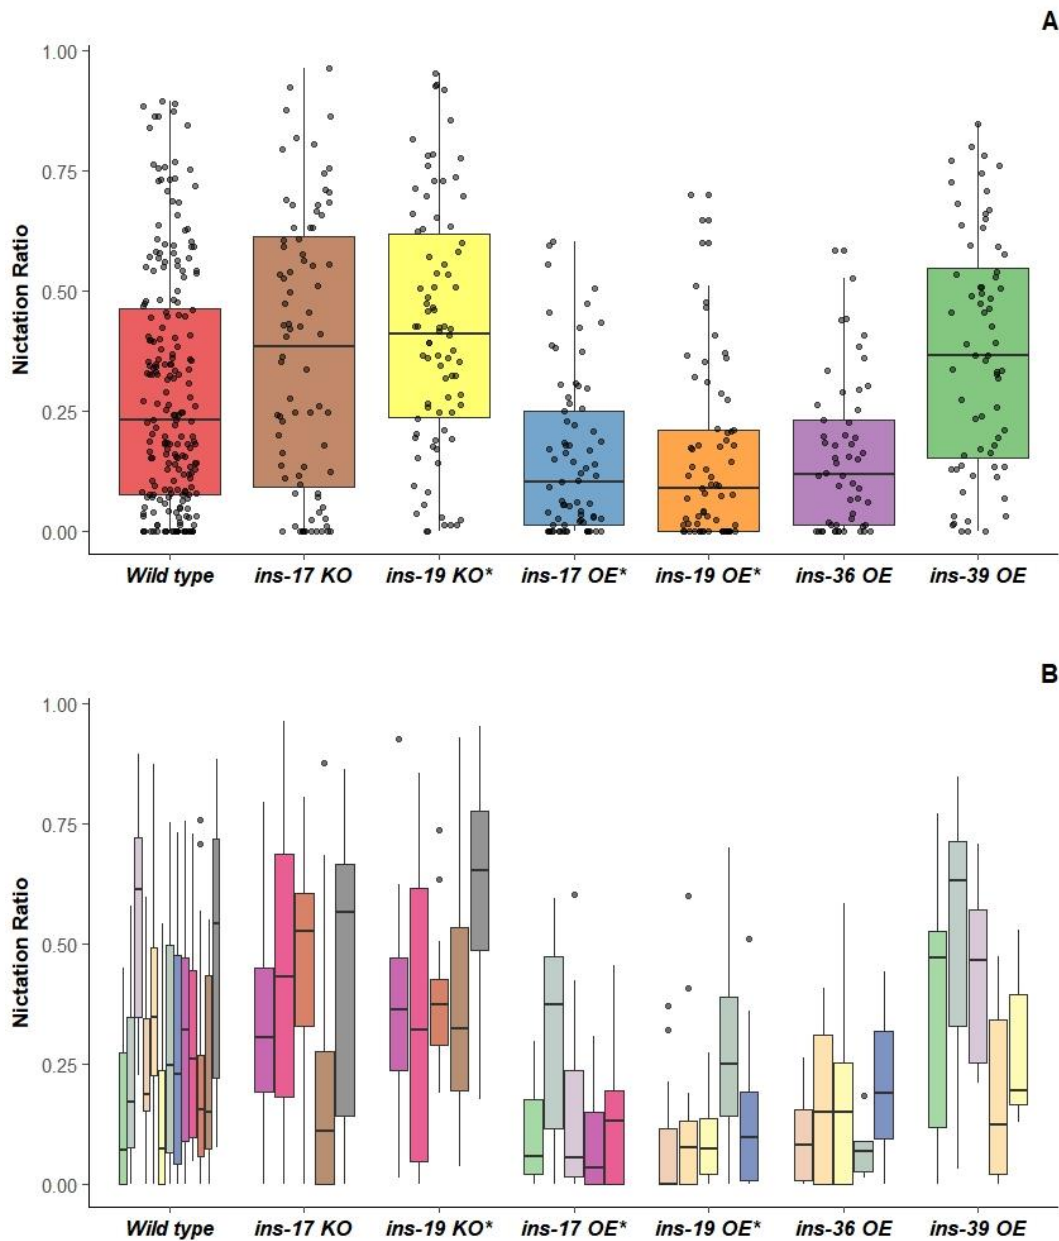 A
1.00
0.75
0.50
0.25
0.00
Nictation Ratio
Wild type ins-17 KO ins-19 KO* ins-17 OE* ins-19 OE* ins-36 OE ins-39 OE
B
1.00
0.75
0.50
0.25
0.00
Nictation Ratio
Wild type ins-17 KO ins-19 KO* ins-17 OE* ins-19 OE* ins-36 OE ins-39 OE